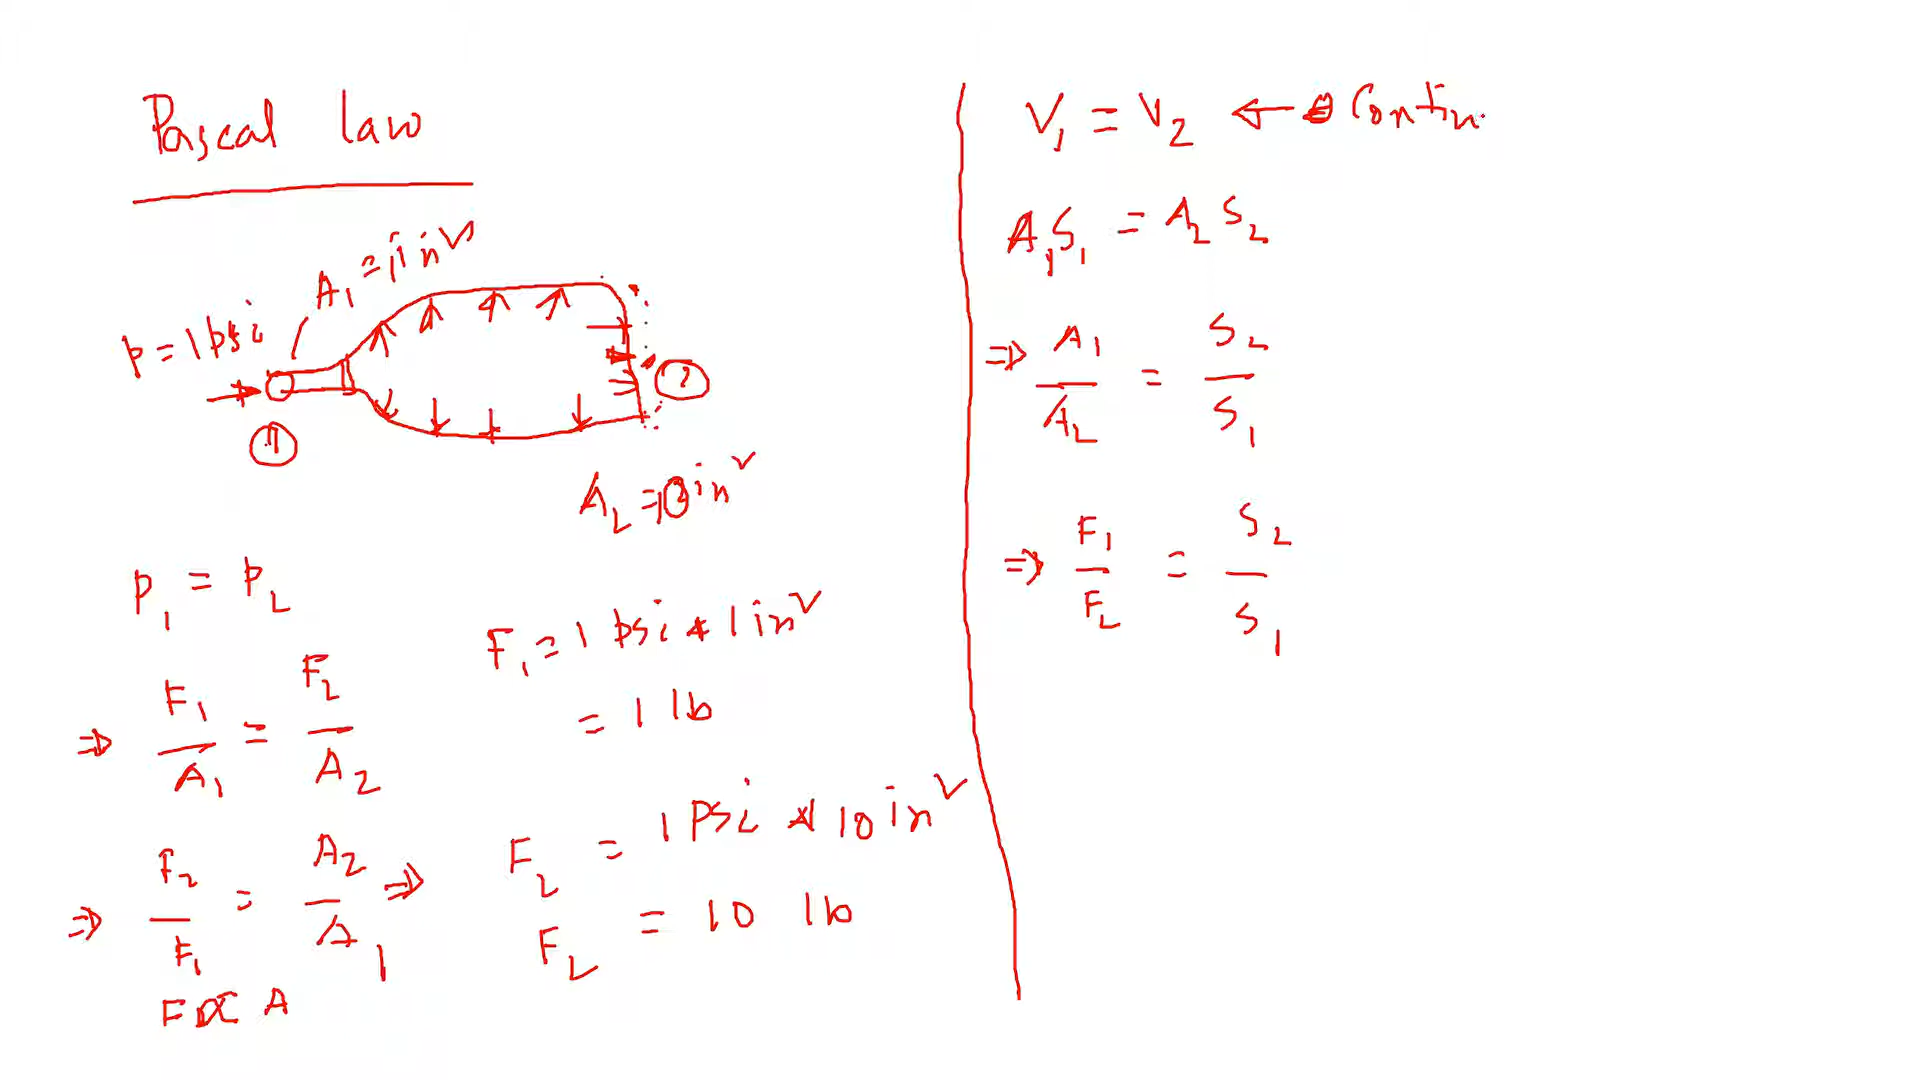 Pascal law
A₁ = 1 in²
p = 1 psi
1
2
A₂ = 10 in²
p₁ = p₂
⇒ F₁/A₁ = F₂/A₂
⇒ F₂/F₁ = A₂/A₁ ⇒
F ∝ A
F₁ = 1 psi * 1 in²
= 1 lb
F₂ = 1 psi * 10 in²
F₂ = 10 lb
V₁ = V₂ ← Contin
A₁S₁ = A₂S₂
⇒ A₁/A₂ = S₂/S₁
⇒ F₁/F₂ = S₂/S₁